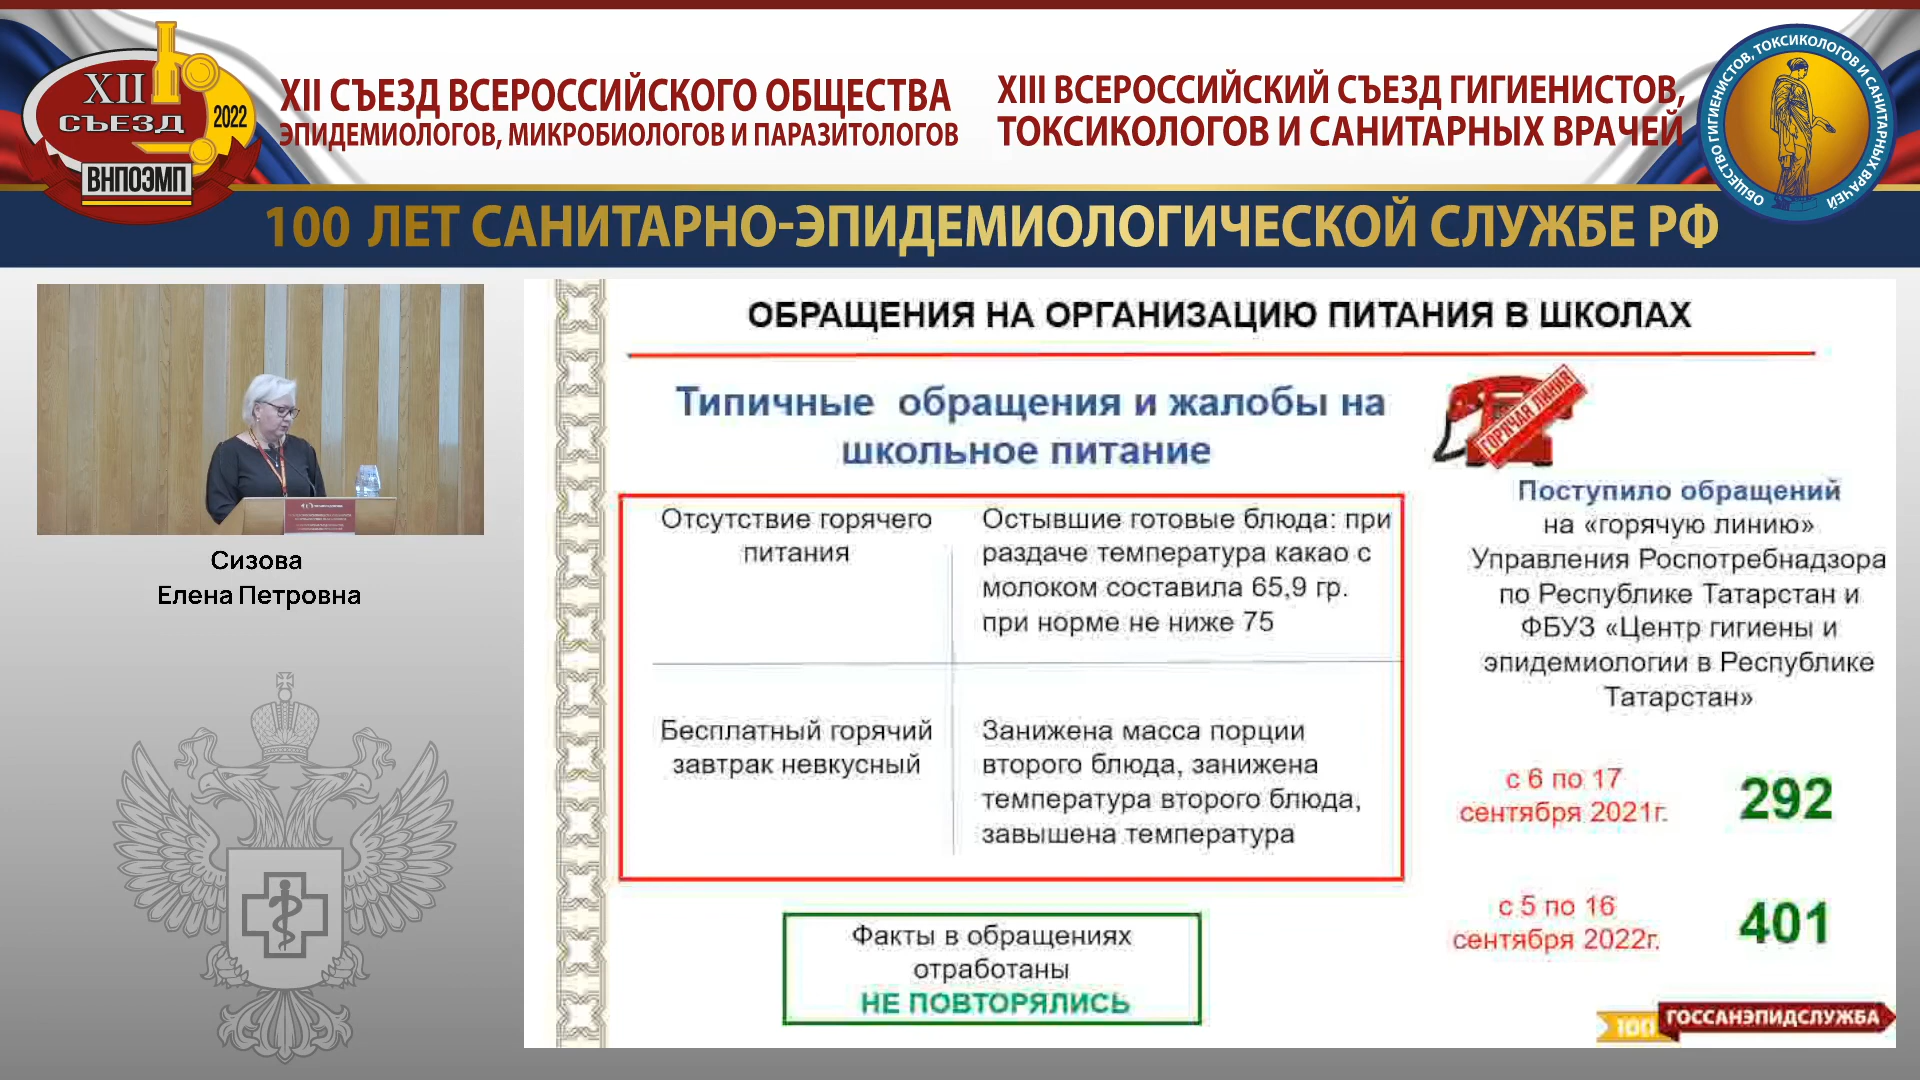 XII
СЪЕЗД
2022
ВНПОЭМП
XII СЪЕЗД ВСЕРОССИЙСКОГО ОБЩЕСТВА
ЭПИДЕМИОЛОГОВ, МИКРОБИОЛОГОВ И ПАРАЗИТОЛОГОВ
XIII ВСЕРОССИЙСКИЙ СЪЕЗД ГИГИЕНИСТОВ,
ТОКСИКОЛОГОВ И САНИТАРНЫХ ВРАЧЕЙ
ОБЩЕСТВО ГИГИЕНИСТОВ, ТОКСИКОЛОГОВ И САНИТАРНЫХ ВРАЧЕЙ
100 ЛЕТ САНИТАРНО-ЭПИДЕМИОЛОГИЧЕСКОЙ СЛУЖБЕ РФ
Сизова
Елена Петровна
ОБРАЩЕНИЯ НА ОРГАНИЗАЦИЮ ПИТАНИЯ В ШКОЛАХ
Типичные обращения и жалобы на
школьное питание
Отсутствие горячего
питания
Остывшие готовые блюда: при
раздаче температура какао с
молоком составила 65,9 гр.
при норме не ниже 75
Бесплатный горячий
завтрак невкусный
Занижена масса порции
второго блюда, занижена
температура второго блюда,
завышена температура
Факты в обращениях
отработаны
НЕ ПОВТОРЯЛИСЬ
ГОРЯЧАЯ ЛИНИЯ
Поступило обращений
на «горячую линию»
Управления Роспотребнадзора
по Республике Татарстан и
ФБУЗ «Центр гигиены и
эпидемиологии в Республике
Татарстан»
с 6 по 17
сентября 2021г.
292
с 5 по 16
сентября 2022г.
401
100
ГОССАНЭПИДСЛУЖБА